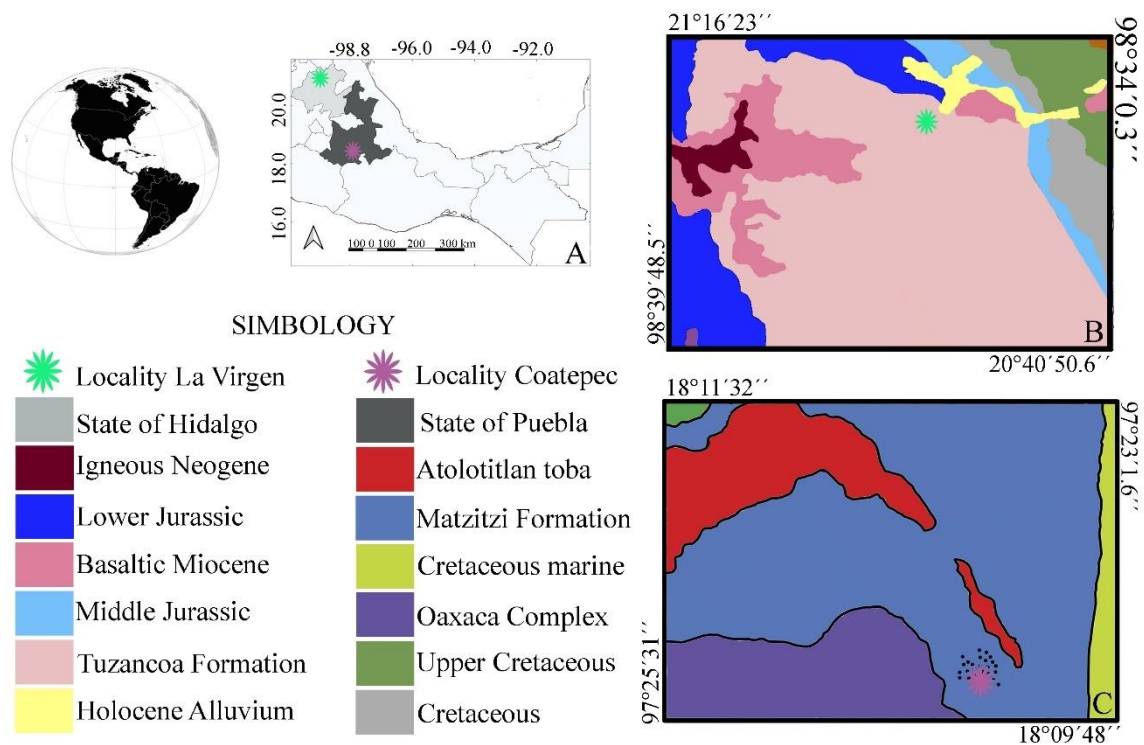 -98.8 -96.0 -94.0 -92.0
20.0
18.0
16.0
100 0 100 200 300 km
A
21°16´23´´
98°34´0.3´´
98°39´48.5´´
B
20°40´50.6´´
SIMBOLOGY
Locality La Virgen
State of Hidalgo
Igneous Neogene
Lower Jurassic
Basaltic Miocene
Middle Jurassic
Tuzancoa Formation
Holocene Alluvium
Locality Coatepec
State of Puebla
Atolotitlan toba
Matzitzi Formation
Cretaceous marine
Oaxaca Complex
Upper Cretaceous
Cretaceous
18°11´32´´
97°23´1.6´´
97°25´31´´
C
18°09´48´´